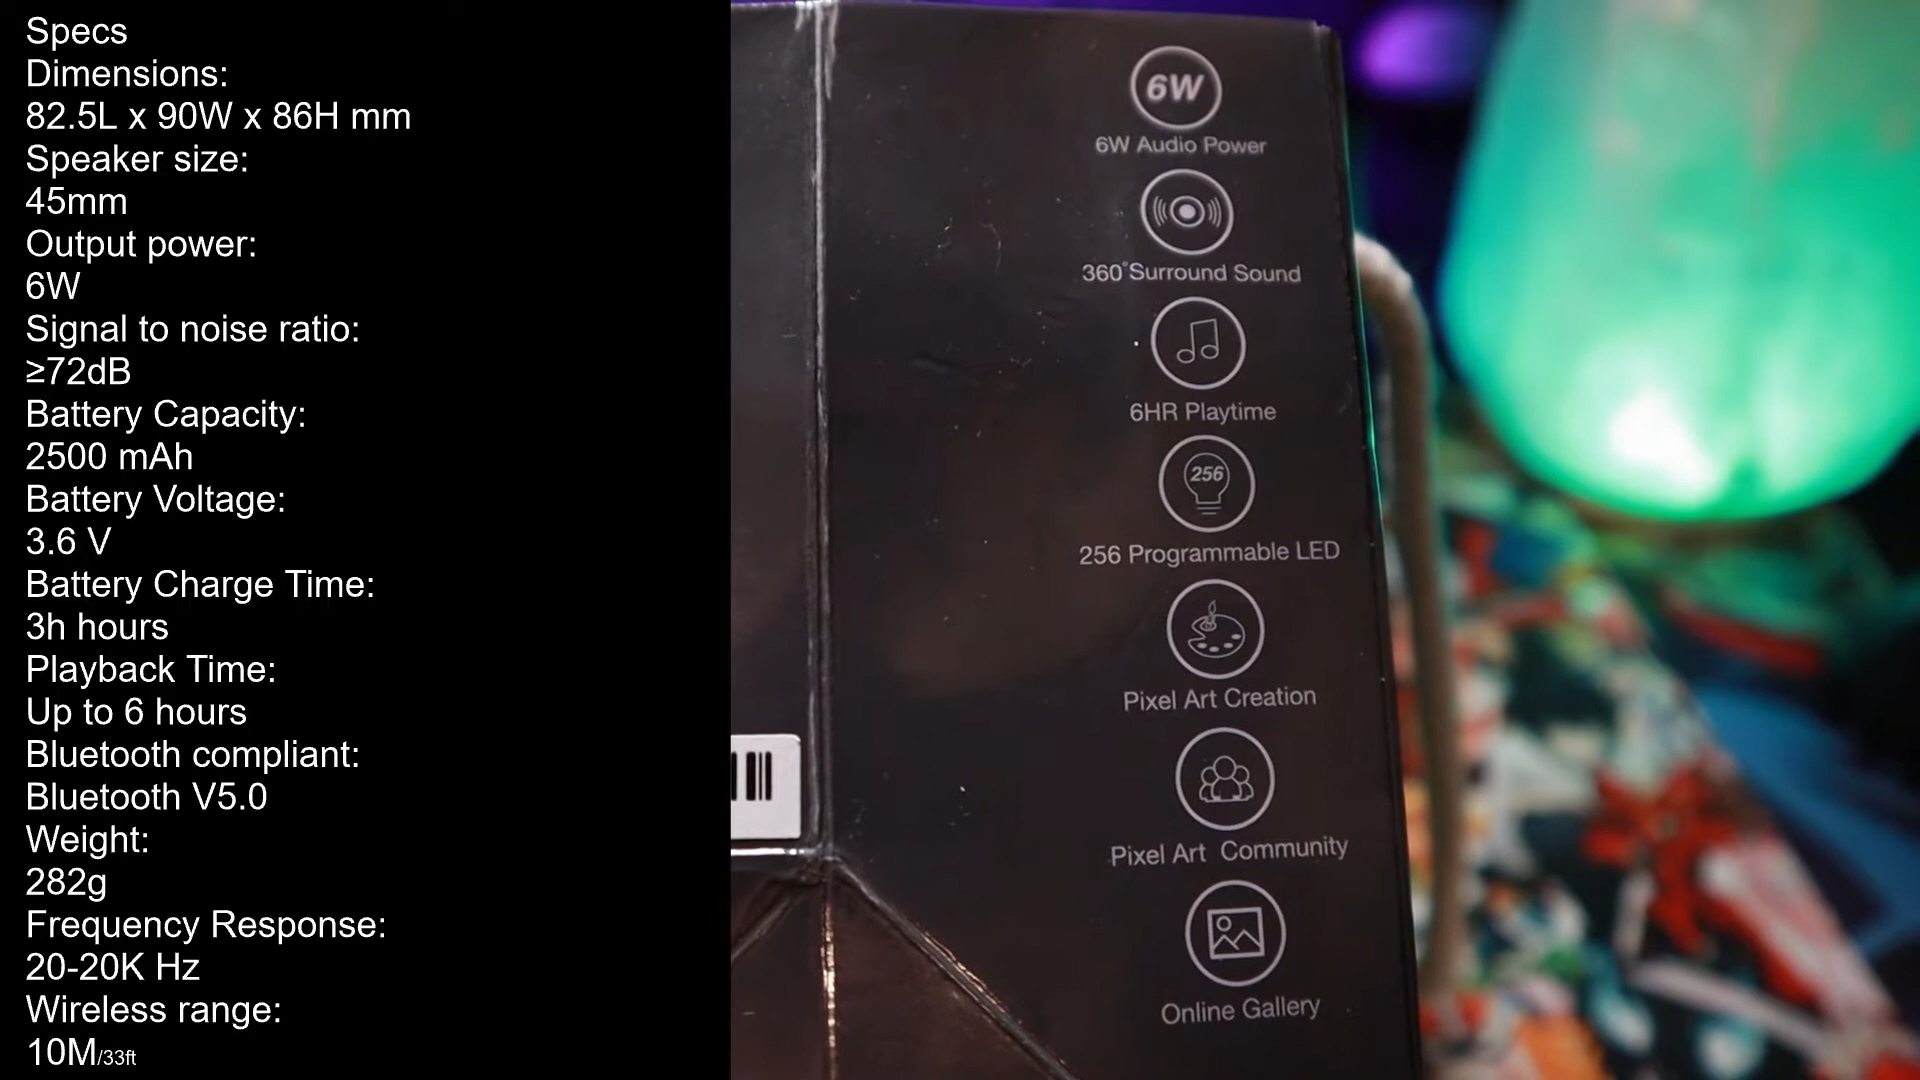 Specs
Dimensions:
82.5L x 90W x 86H mm
Speaker size:
45mm
Output power:
6W
Signal to noise ratio:
≥72dB
Battery Capacity:
2500 mAh
Battery Voltage:
3.6 V
Battery Charge Time:
3h hours
Playback Time:
Up to 6 hours
Bluetooth compliant:
Bluetooth V5.0
Weight:
282g
Frequency Response:
20-20K Hz
Wireless range:
10M/33ft
6W
6W Audio Power
360°Surround Sound
6HR Playtime
256
256 Programmable LED
Pixel Art Creation
Pixel Art Community
Online Gallery